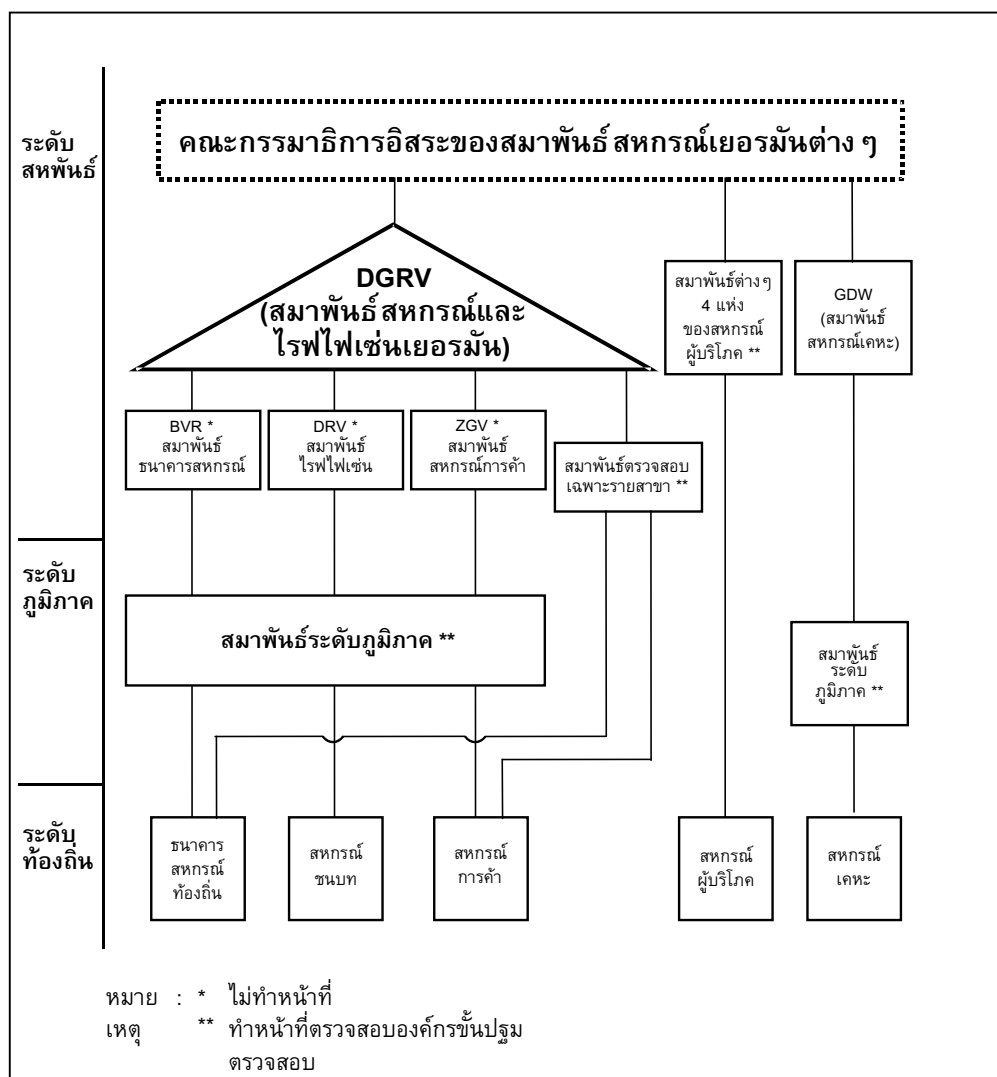 ระดับ
สหพันธ์
คณะกรรมาธิการอิสระของสมาพันธ์สหกรณ์เยอรมันต่าง ๆ
DGRV
(สมาพันธ์สหกรณ์และ
ไรฟไฟเซ่นเยอรมัน)
สมาพันธ์ต่าง ๆ
4 แห่ง
ของสหกรณ์
ผู้บริโภค **
GDW
(สมาพันธ์
สหกรณ์เคหะ)
BVR *
สมาพันธ์
ธนาคารสหกรณ์
DRV *
สมาพันธ์
ไรฟไฟเซ่น
ZGV *
สมาพันธ์
สหกรณ์การค้า
สมาพันธ์ตรวจสอบ
เฉพาะรายสาขา **
ระดับ
ภูมิภาค
สมาพันธ์ระดับภูมิภาค **
สมาพันธ์
ระดับ
ภูมิภาค **
ระดับ
ท้องถิ่น
ธนาคาร
สหกรณ์
ท้องถิ่น
สหกรณ์
ชนบท
สหกรณ์
การค้า
สหกรณ์
ผู้บริโภค
สหกรณ์
เคหะ
หมาย : * ไม่ทำหน้าที่
เหตุ ** ทำหน้าที่ตรวจสอบองค์กรขั้นปฐม
ตรวจสอบ